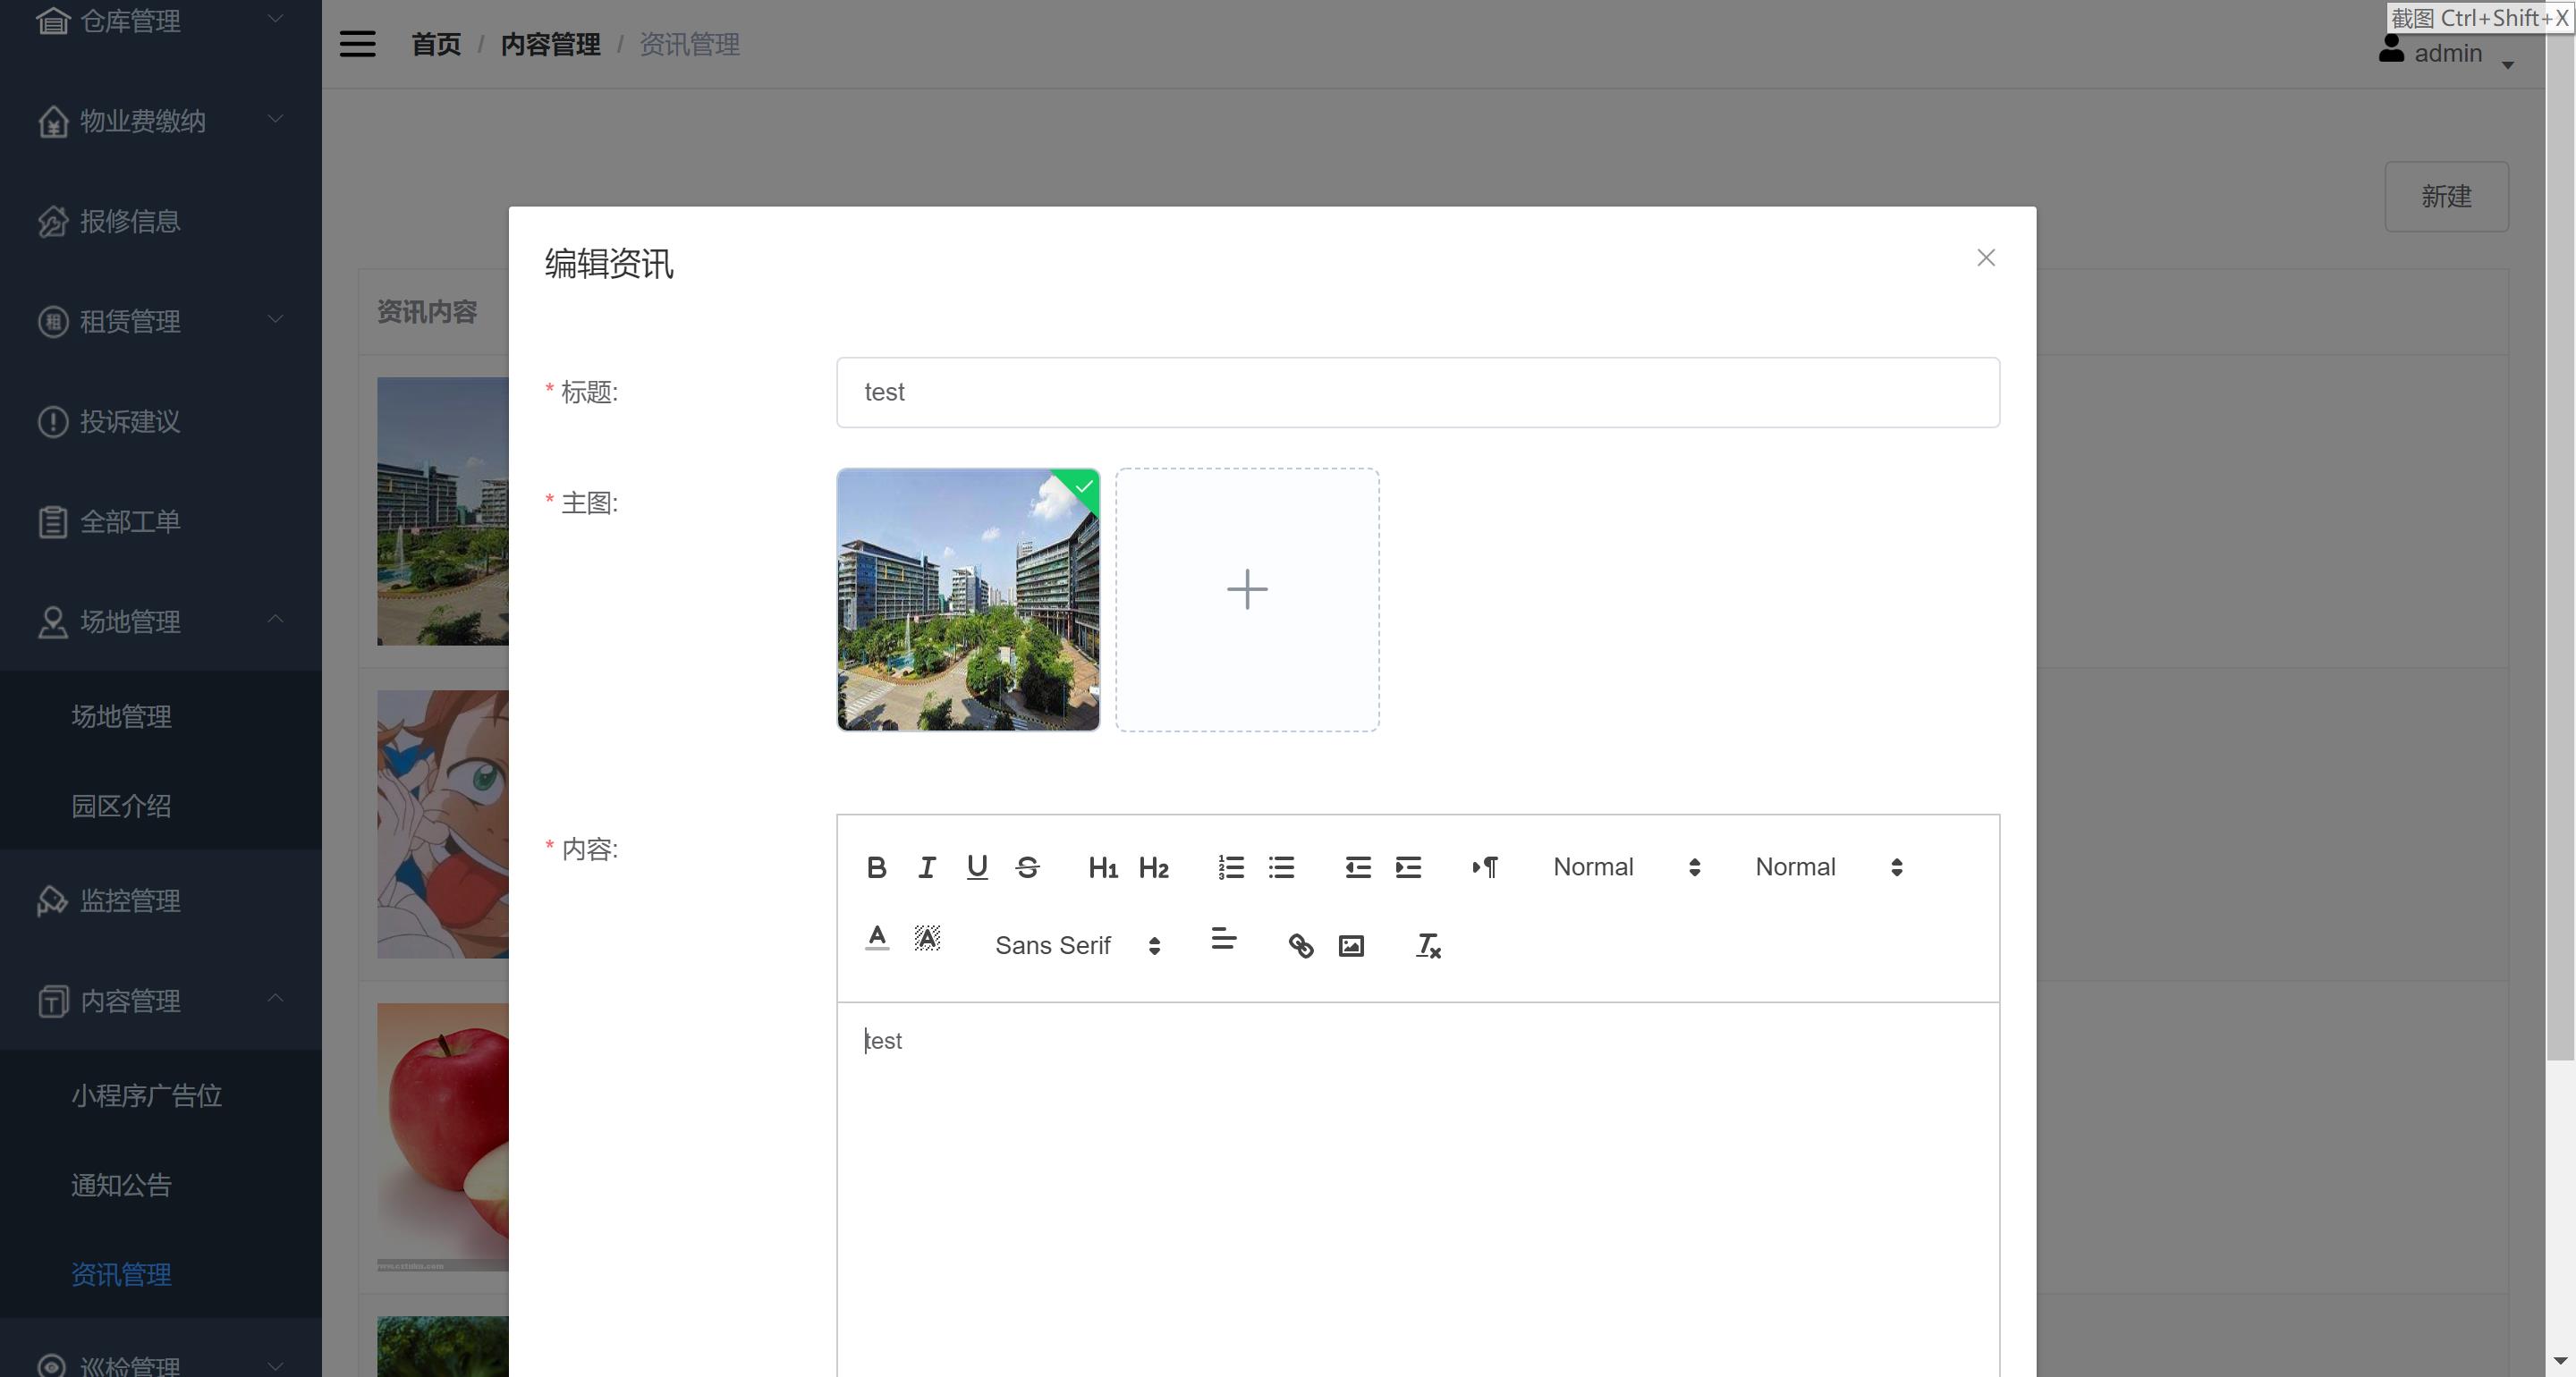 仓库管理
物业费缴纳
报修信息
租赁管理
投诉建议
全部工单
场地管理
场地管理
园区介绍
监控管理
内容管理
小程序广告位
通知公告
资讯管理
巡检管理
首页 / 内容管理 / 资讯管理
截图 Ctrl+Shift+X
admin
新建
资讯内容
编辑资讯
* 标题:
test
* 主图:
* 内容:
B I U S H1 H2 Normal Normal
A A Sans Serif
test